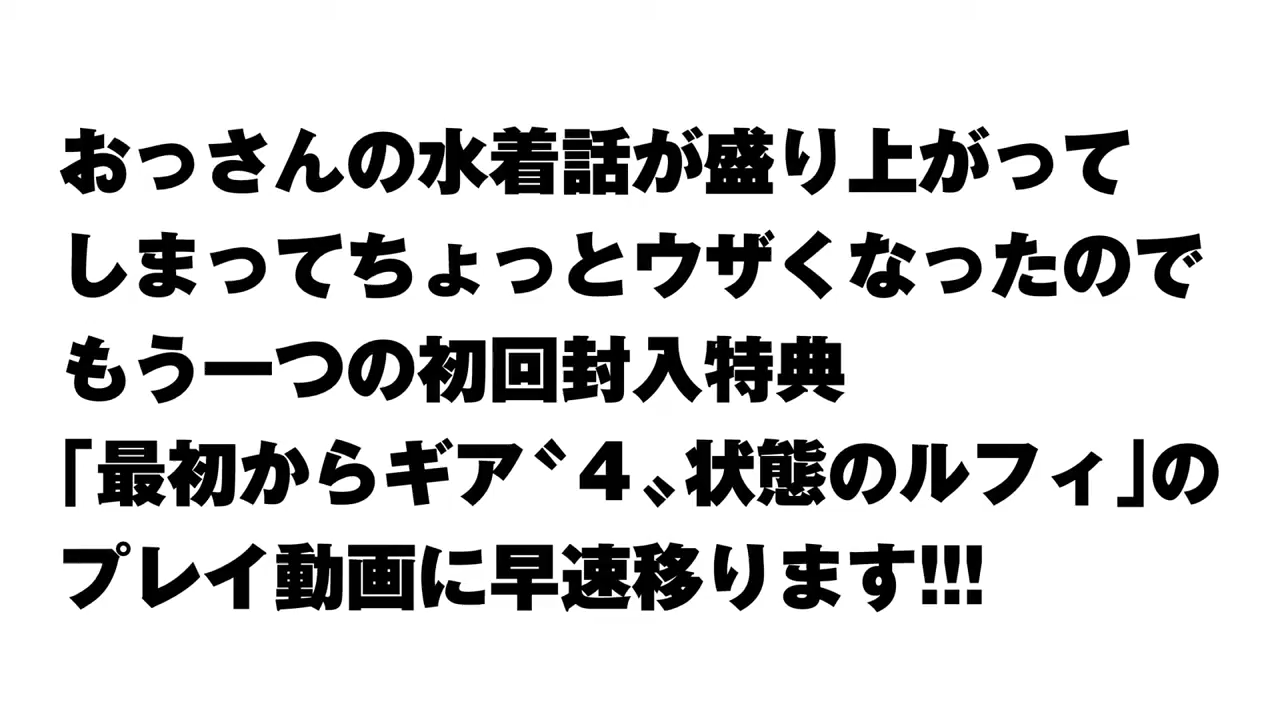 おっさんの水着話が盛り上がって
しまってちょっとウザくなったので
もう一つの初回封入特典
「最初からギア〝４〟状態のルフィ」の
プレイ動画に早速移ります!!!